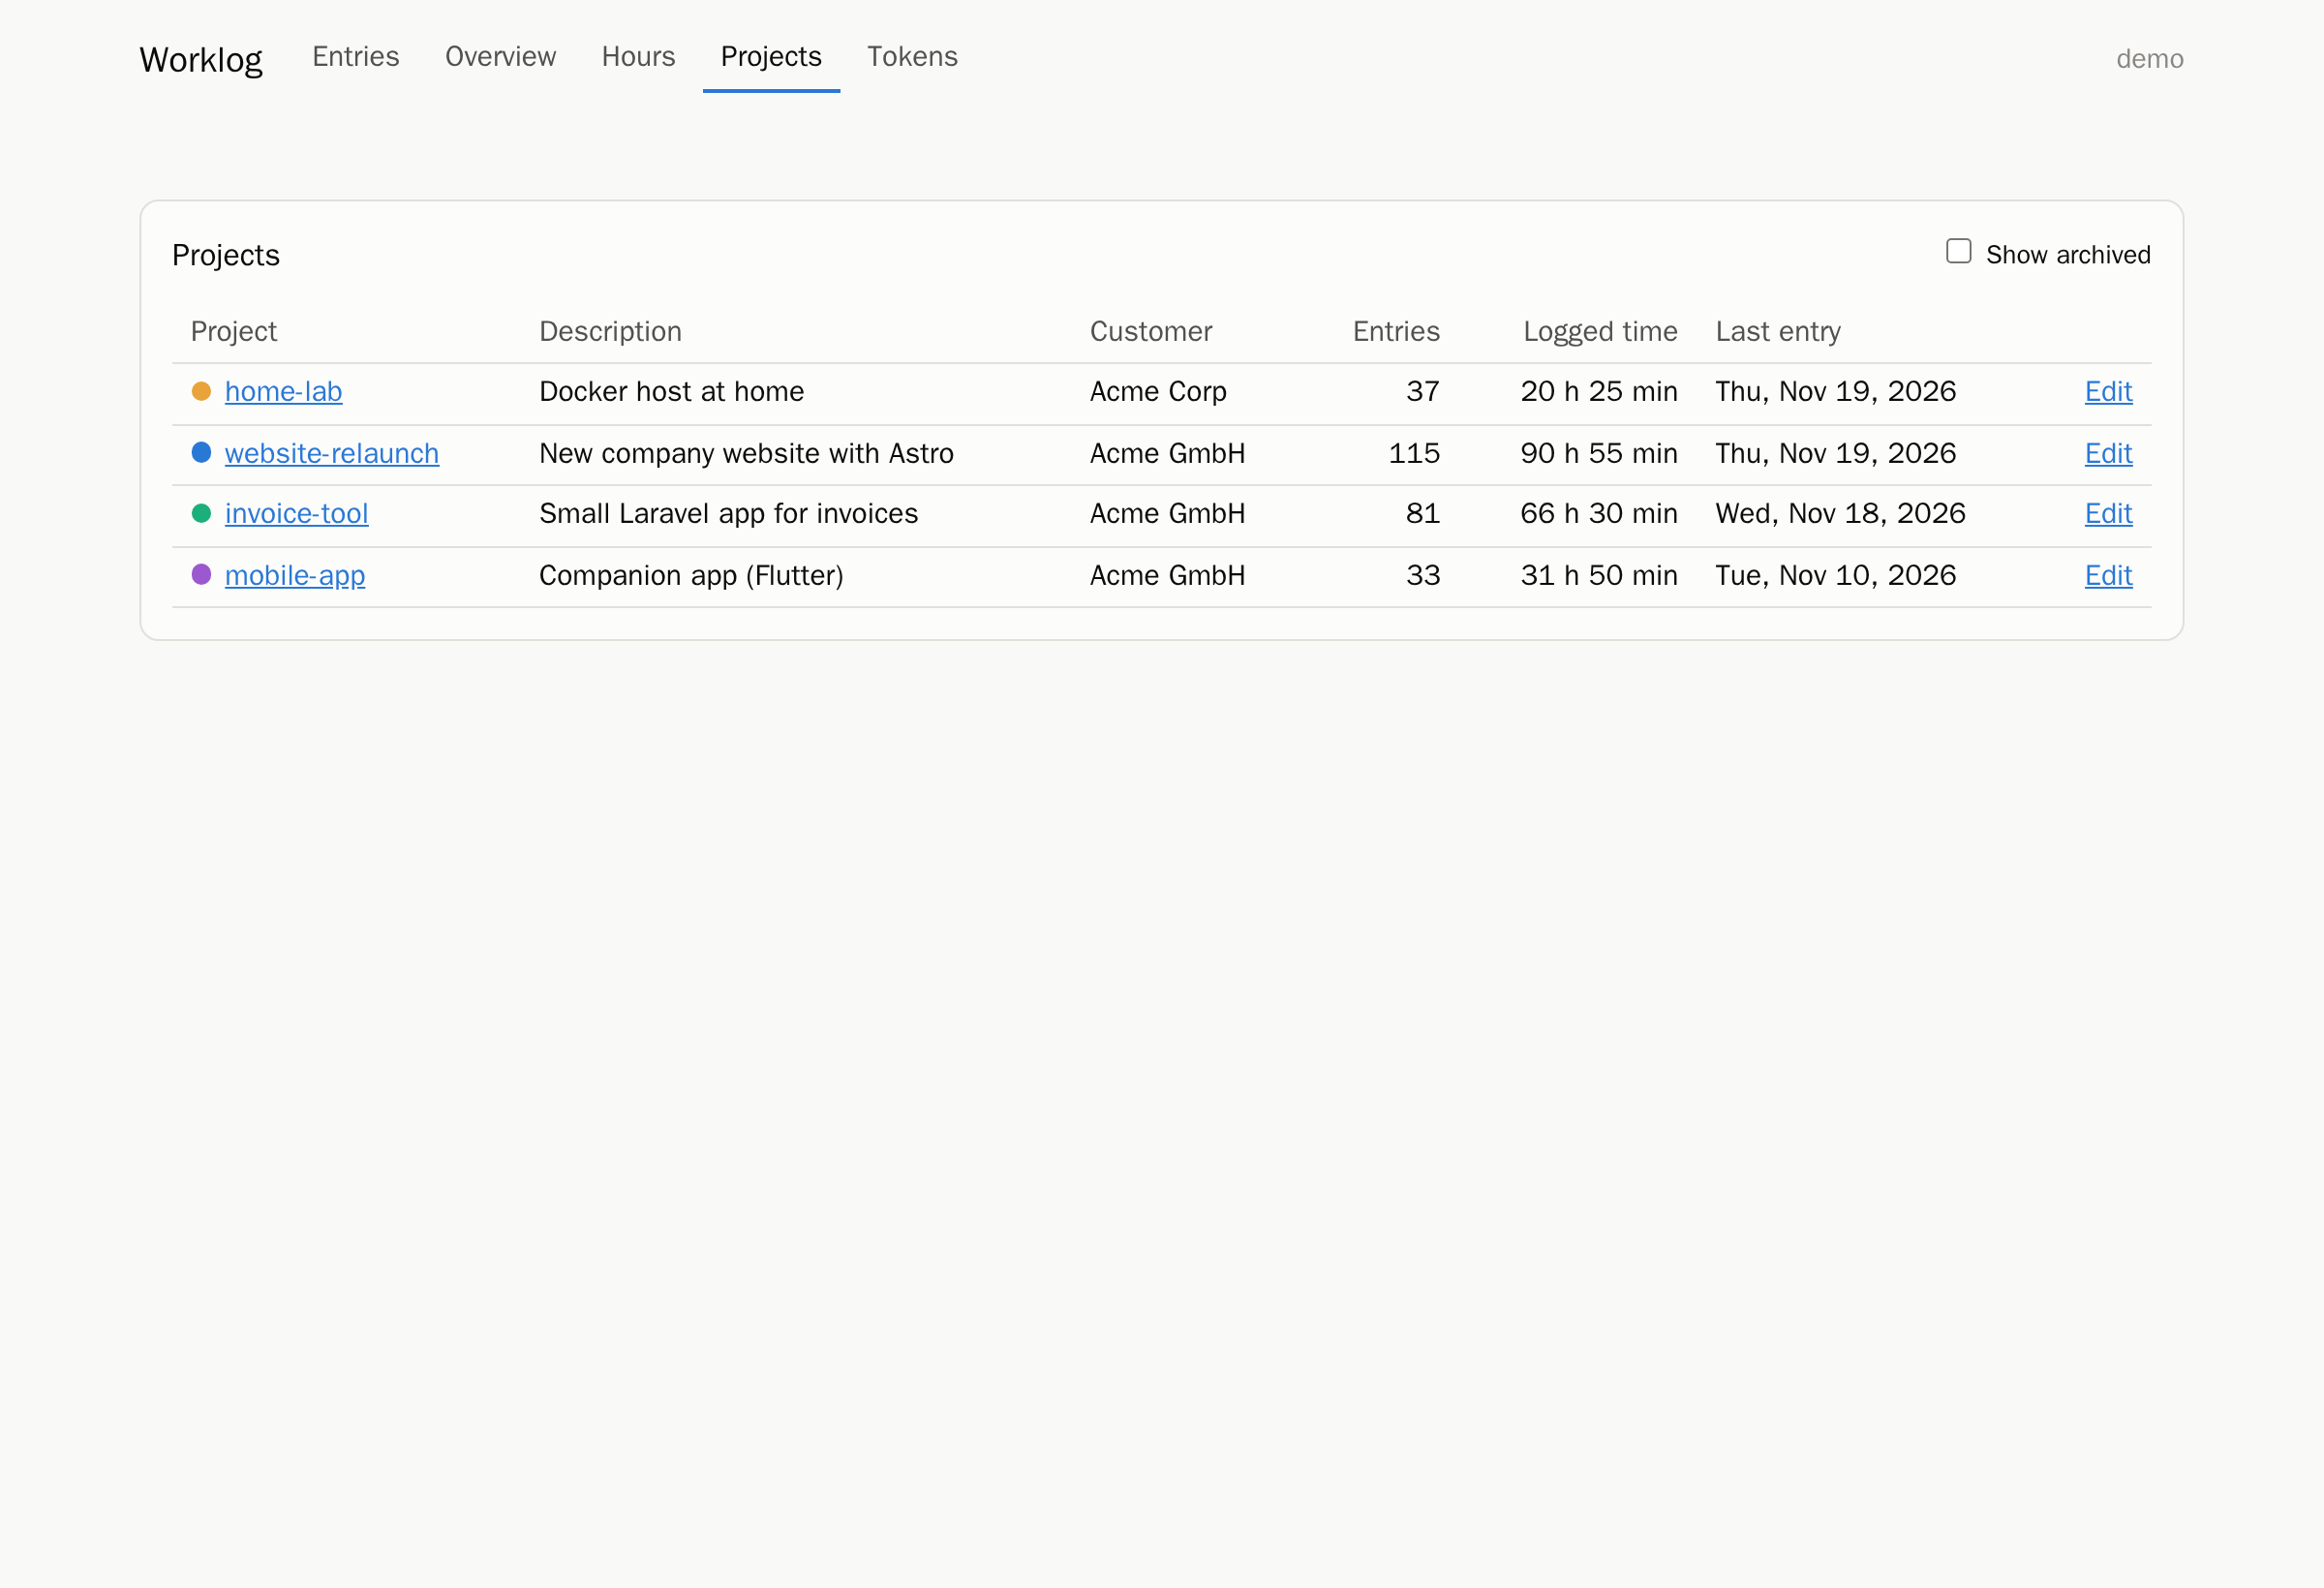 Worklog Entries Overview Hours Projects Tokens demo
Projects Show archived
Project Description Customer Entries Logged time Last entry
home-lab Docker host at home Acme Corp 37 20 h 25 min Thu, Nov 19, 2026 Edit
website-relaunch New company website with Astro Acme GmbH 115 90 h 55 min Thu, Nov 19, 2026 Edit
invoice-tool Small Laravel app for invoices Acme GmbH 81 66 h 30 min Wed, Nov 18, 2026 Edit
mobile-app Companion app (Flutter) Acme GmbH 33 31 h 50 min Tue, Nov 10, 2026 Edit